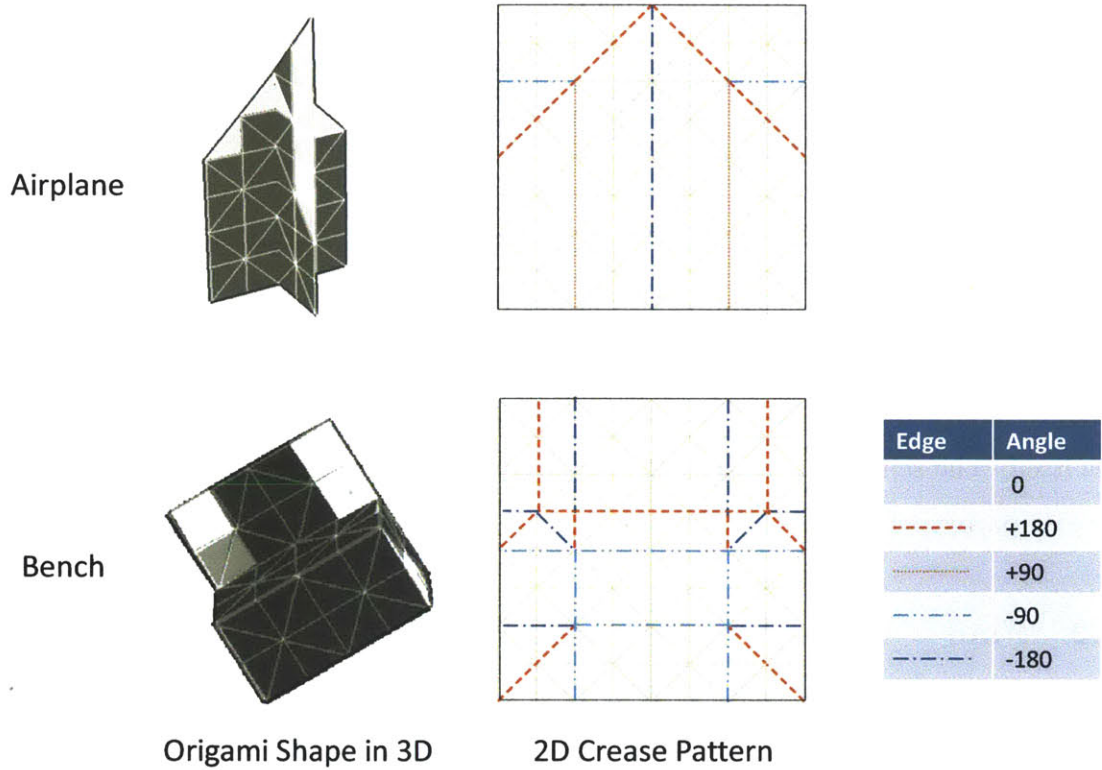 Airplane
Bench
Edge Angle
0
+180
+90
-90
-180
Origami Shape in 3D
2D Crease Pattern